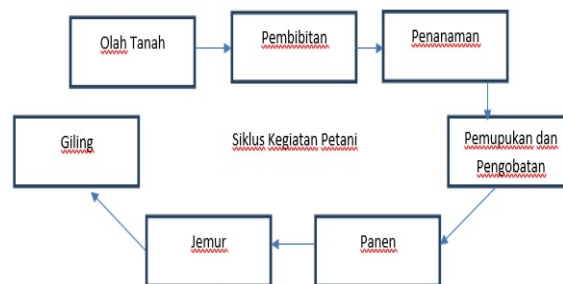 Olah Tanah
Pembibitan
Penanaman
Giling
Siklus Kegiatan Petani
Pemupukan dan
Pengobatan
Jemur
Panen